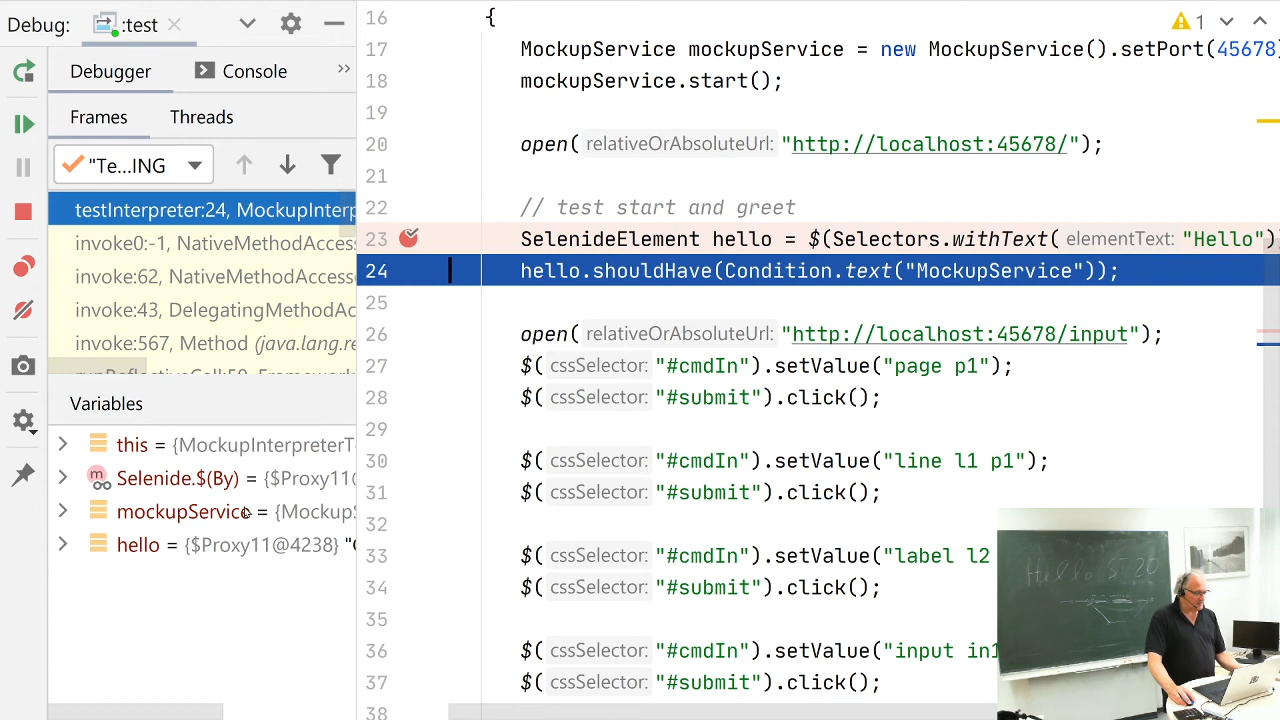 Debug: :test
Debugger Console
Frames Threads
"Te...ING
testInterpreter:24, MockupInterp
invoke0:-1, NativeMethodAccess
invoke:62, NativeMethodAccess
invoke:43, DelegatingMethodAc
invoke:567, Method (java.lang.re
Variables
this = {MockupInterpreterT
Selenide.$(By) = {$Proxy11(
mockupService = {MockupS
hello = {$Proxy11@4238} "<
16 {
17 MockupService mockupService = new MockupService().setPort(45678)
18 mockupService.start();
19
20 open( relativeOrAbsoluteUrl: "http://localhost:45678/");
21
22 // test start and greet
23 SelenideElement hello = $(Selectors.withText( elementText: "Hello")
24 hello.shouldHave(Condition.text("MockupService"));
25
26 open( relativeOrAbsoluteUrl: "http://localhost:45678/input");
27 $( cssSelector: "#cmdIn").setValue("page p1");
28 $( cssSelector: "#submit").click();
29
30 $( cssSelector: "#cmdIn").setValue("line l1 p1");
31 $( cssSelector: "#submit").click();
32
33 $( cssSelector: "#cmdIn").setValue("label l2
34 $( cssSelector: "#submit").click();
35
36 $( cssSelector: "#cmdIn").setValue("input in1
37 $( cssSelector: "#submit").click();
38
1
Hello ST 20